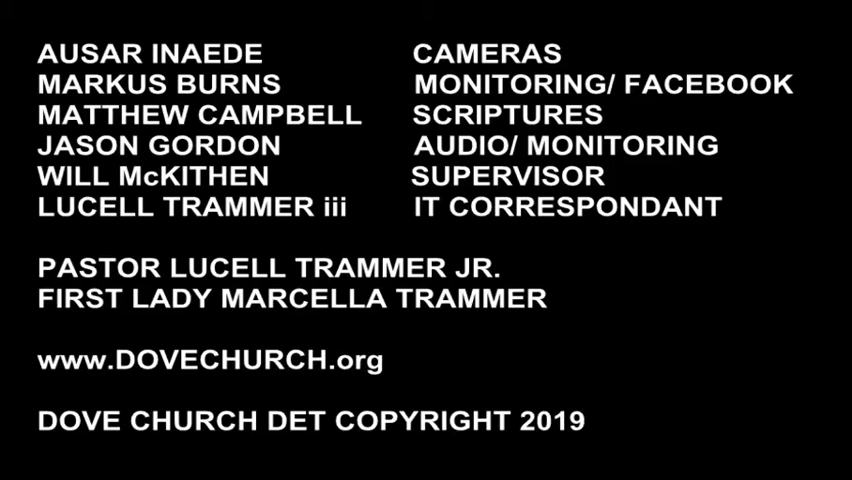 AUSAR INAEDE CAMERAS
MARKUS BURNS MONITORING/ FACEBOOK
MATTHEW CAMPBELL SCRIPTURES
JASON GORDON AUDIO/ MONITORING
WILL McKITHEN SUPERVISOR
LUCELL TRAMMER iii IT CORRESPONDANT
PASTOR LUCELL TRAMMER JR.
FIRST LADY MARCELLA TRAMMER
www.DOVECHURCH.org
DOVE CHURCH DET COPYRIGHT 2019